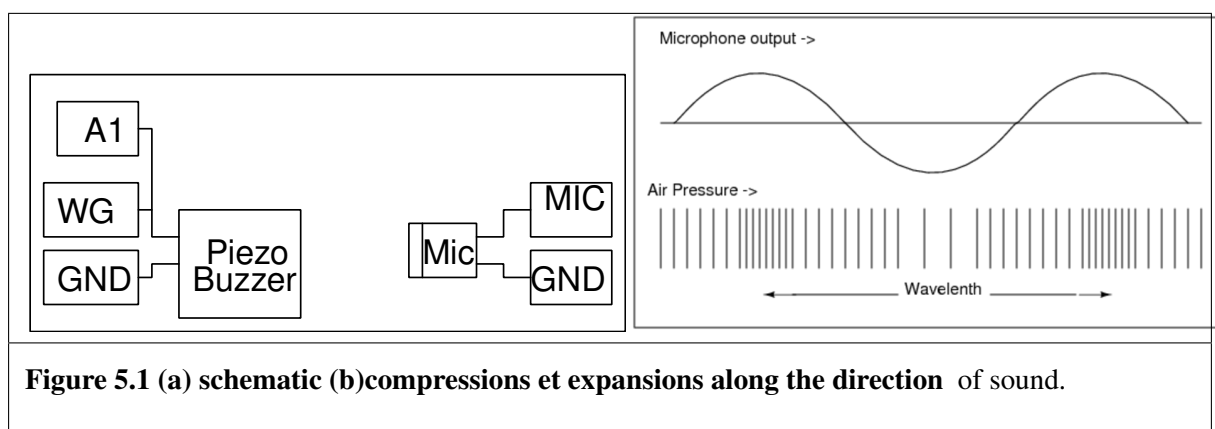 A1
WG
GND
Piezo
Buzzer
Mic
MIC
GND
Microphone output ->
Air Pressure ->
Wavelenth
Figure 5.1 (a) schematic (b)compressions et expansions along the direction of sound.